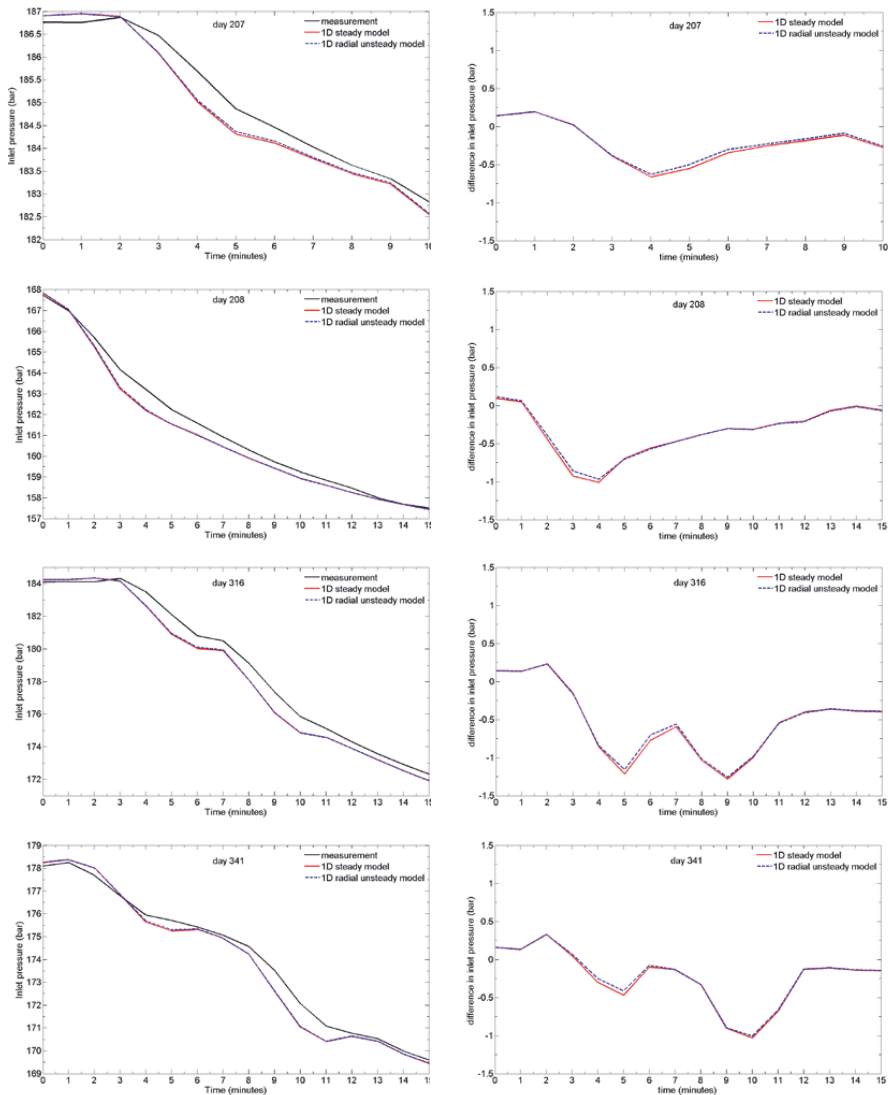 187
186.5
186
185.5
185
184.5
184
183.5
183
182.5
182
Inlet pressure (bar)
day 207
measurement
1D steady model
1D radial unsteady model
0 1 2 3 4 5 6 7 8 9 10
Time (minutes)
1.5
1
0.5
0
-0.5
-1
-1.5
difference in inlet pressure (bar)
day 207
1D steady model
1D radial unsteady model
0 1 2 3 4 5 6 7 8 9 10
time (minutes)
168
167
166
165
164
163
162
161
160
159
158
157
Inlet pressure (bar)
day 208
measurement
1D steady model
1D radial unsteady model
0 1 2 3 4 5 6 7 8 9 10 11 12 13 14 15
Time (minutes)
1.5
1
0.5
0
-0.5
-1
-1.5
difference in inlet pressure (bar)
day 208
1D steady model
1D radial unsteady model
0 1 2 3 4 5 6 7 8 9 10 11 12 13 14 15
time (minutes)
184
182
180
178
176
174
172
Inlet pressure (bar)
day 316
measurement
1D steady model
1D radial unsteady model
0 1 2 3 4 5 6 7 8 9 10 11 12 13 14 15
Time (minutes)
1.5
1
0.5
0
-0.5
-1
-1.5
difference in inlet pressure (bar)
day 316
1D steady model
1D radial unsteady model
0 1 2 3 4 5 6 7 8 9 10 11 12 13 14 15
time (minutes)
179
178
177
176
175
174
173
172
171
170
169
Inlet pressure (bar)
day 341
measurement
1D steady model
1D radial unsteady model
0 1 2 3 4 5 6 7 8 9 10 11 12 13 14 15
Time (minutes)
1.5
1
0.5
0
-0.5
-1
-1.5
difference in inlet pressure (bar)
day 341
1D steady model
1D radial unsteady model
0 1 2 3 4 5 6 7 8 9 10 11 12 13 14 15
time (minutes)